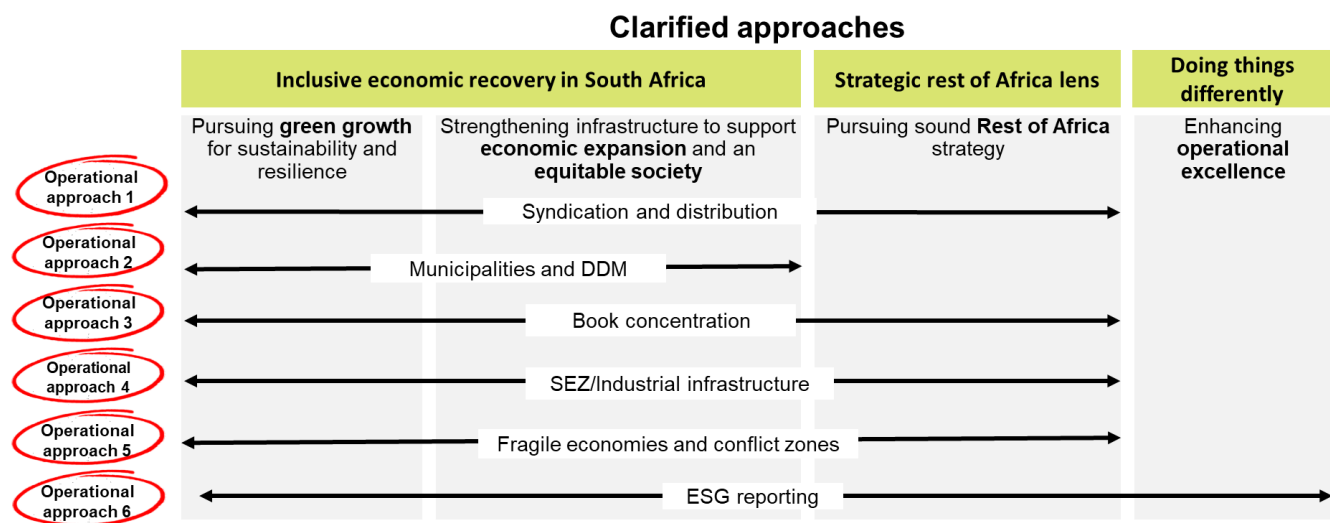 Clarified approaches
Inclusive economic recovery in South Africa
Strategic rest of Africa lens
Doing things
differently
Pursuing green growth
for sustainability and
resilience
Strengthening infrastructure to support
economic expansion and an
equitable society
Pursuing sound Rest of Africa
strategy
Enhancing
operational
excellence
Operational
approach 1
Syndication and distribution
Operational
approach 2
Municipalities and DDM
Operational
approach 3
Book concentration
Operational
approach 4
SEZ/Industrial infrastructure
Operational
approach 5
Fragile economies and conflict zones
Operational
approach 6
ESG reporting